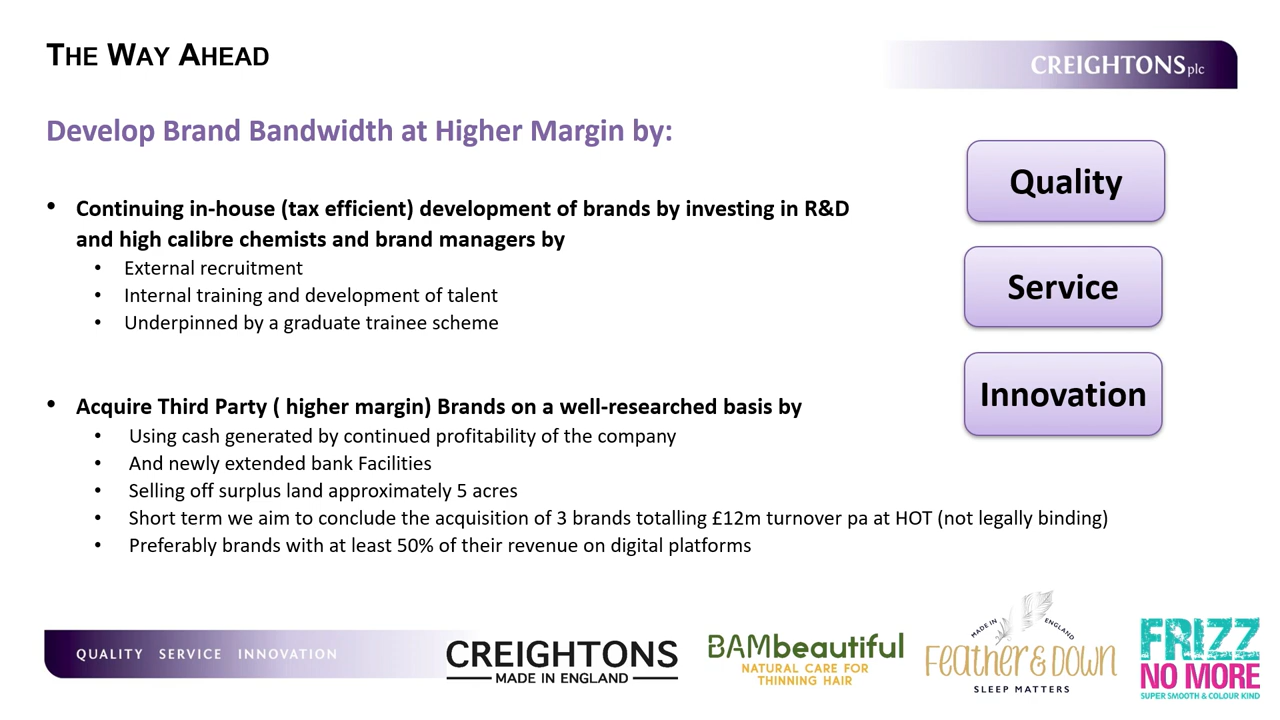 THE WAY AHEAD
CREIGHTONS plc
Develop Brand Bandwidth at Higher Margin by:
• Continuing in-house (tax efficient) development of brands by investing in R&D
and high calibre chemists and brand managers by
• External recruitment
• Internal training and development of talent
• Underpinned by a graduate trainee scheme
• Acquire Third Party ( higher margin) Brands on a well-researched basis by
• Using cash generated by continued profitability of the company
• And newly extended bank Facilities
• Selling off surplus land approximately 5 acres
• Short term we aim to conclude the acquisition of 3 brands totalling £12m turnover pa at HOT (not legally binding)
• Preferably brands with at least 50% of their revenue on digital platforms
Quality
Service
Innovation
QUALITY SERVICE INNOVATION
CREIGHTONS
MADE IN ENGLAND
BAMbeautiful
NATURAL CARE FOR
THINNING HAIR
MADE IN ENGLAND
Feather & Down
SLEEP MATTERS
FRIZZ
NO MORE
SUPER SMOOTH & COLOUR KIND